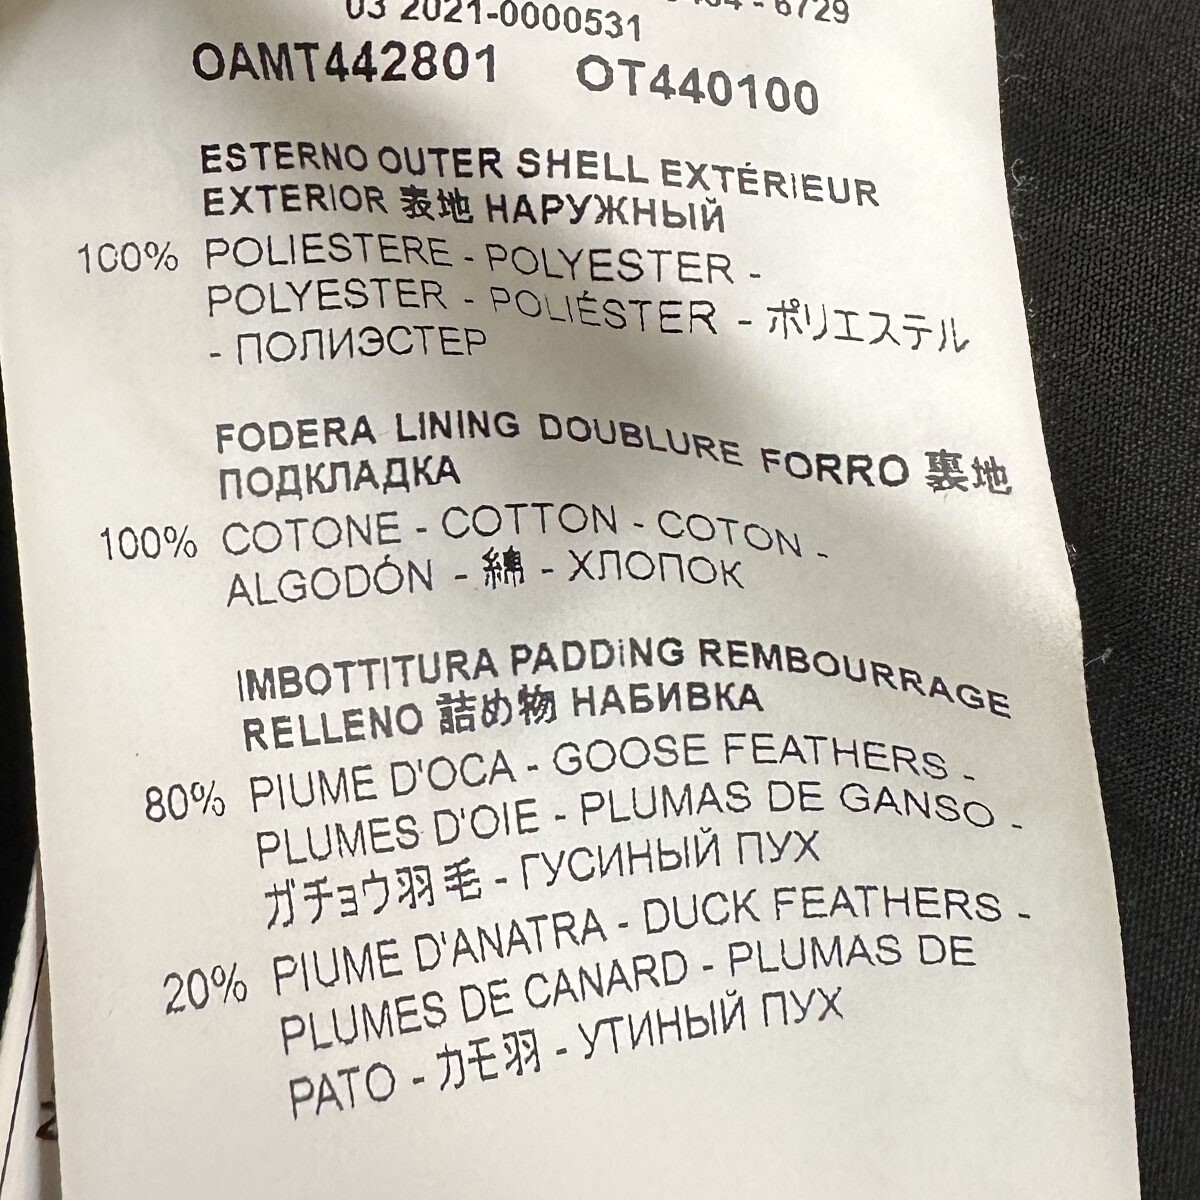 03 2021-0000531 - 6729
OAMT442801 OT440100
ESTERNO OUTER SHELL EXTÉRIEUR
EXTERIOR 表地 НАРУЖНЫЙ
100% POLIESTERE - POLYESTER -
POLYESTER - POLIÉSTER - ポリエステル
- ПОЛИЭСТЕР
FODERA LINING DOUBLURE FORRO 裏地
ПОДКЛАДКА
100% COTONE - COTTON - COTON -
ALGODÓN - 綿 - ХЛОПОК
IMBOTTITURA PADDiNG REMBOURRAGE
RELLENO 詰め物 НАБИВКА
80% PIUME D'OCA - GOOSE FEATHERS -
PLUMES D'OIE - PLUMAS DE GANSO -
ガチョウ羽毛 - ГУСИНЫЙ ПУХ
20% PIUME D'ANATRA - DUCK FEATHERS -
PLUMES DE CANARD - PLUMAS DE
PATO - カモ羽 - УТИНЫЙ ПУХ